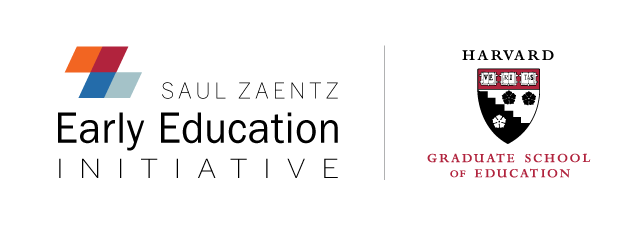 SAUL ZAENTZ
Early Education
INITIATIVE
HARVARD
VE RI TAS
GRADUATE SCHOOL
OF EDUCATION